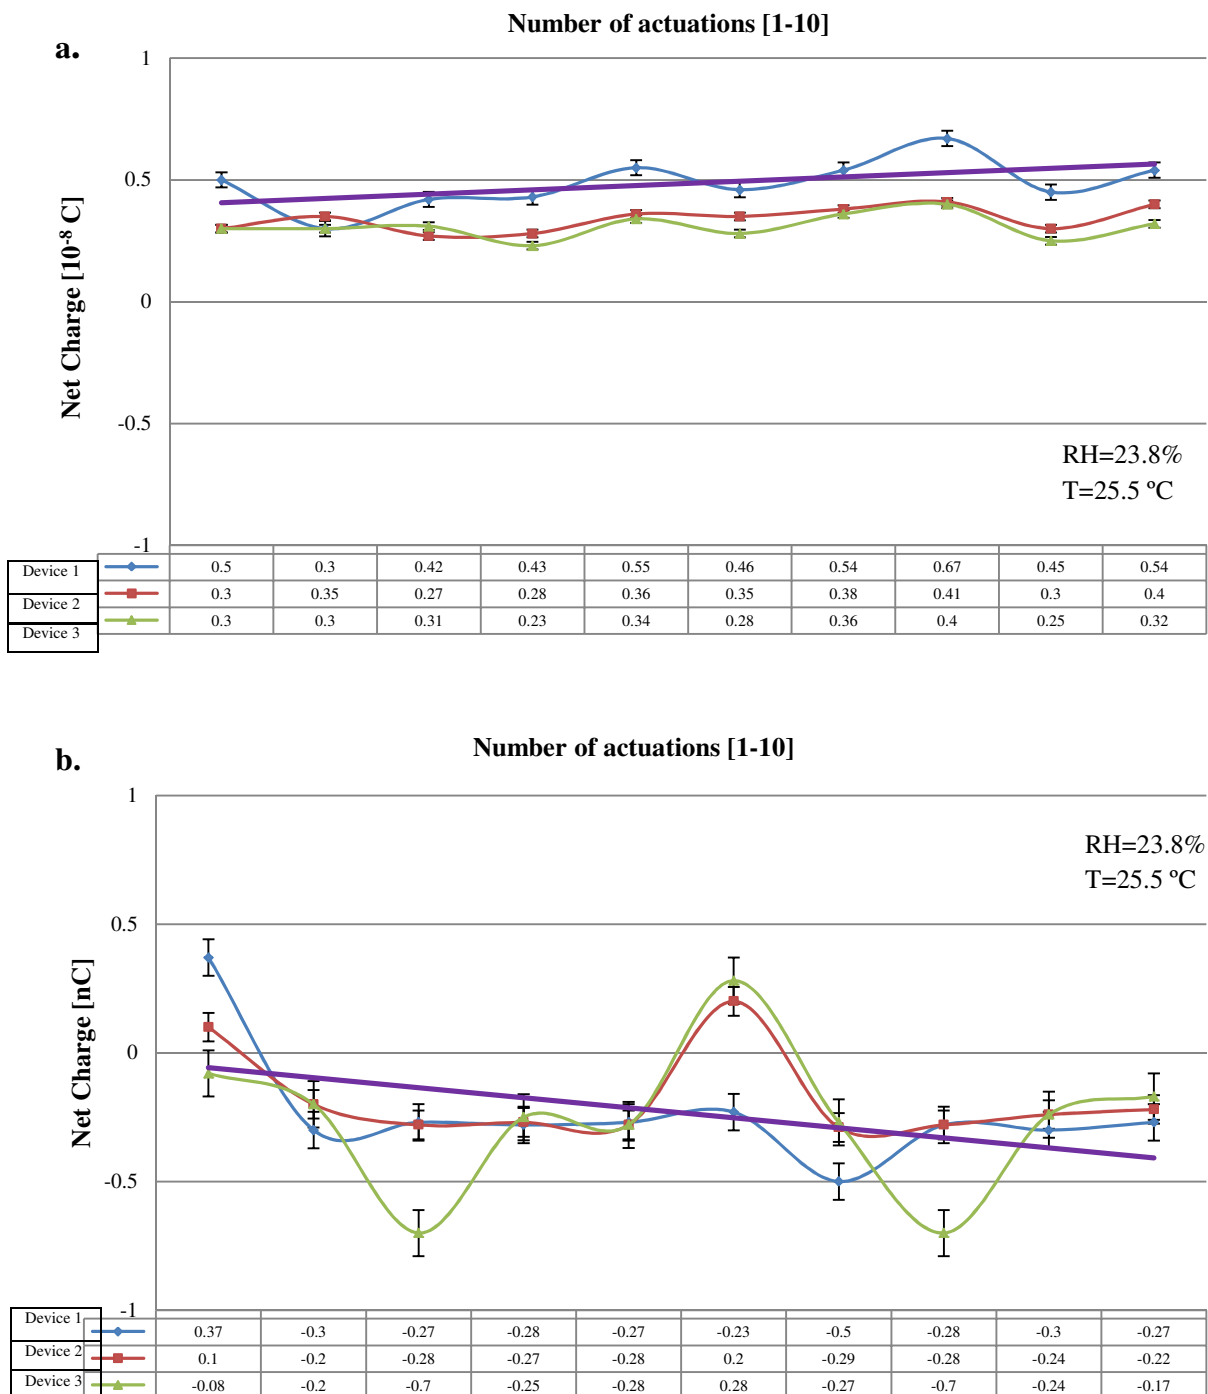 Number of actuations [1-10]
a.
1
0.5
0
-0.5
-1
Net Charge [10⁻⁸ C]
RH=23.8%
T=25.5 ºC
Device 1 0.5 0.3 0.42 0.43 0.55 0.46 0.54 0.67 0.45 0.54
Device 2 0.3 0.35 0.27 0.28 0.36 0.35 0.38 0.41 0.3 0.4
Device 3 0.3 0.3 0.31 0.23 0.34 0.28 0.36 0.4 0.25 0.32
Number of actuations [1-10]
b.
1
0.5
0
-0.5
-1
Net Charge [nC]
RH=23.8%
T=25.5 ºC
Device 1 0.37 -0.3 -0.27 -0.28 -0.27 -0.23 -0.5 -0.28 -0.3 -0.27
Device 2 0.1 -0.2 -0.28 -0.27 -0.28 0.2 -0.29 -0.28 -0.24 -0.22
Device 3 -0.08 -0.2 -0.7 -0.25 -0.28 0.28 -0.27 -0.7 -0.24 -0.17